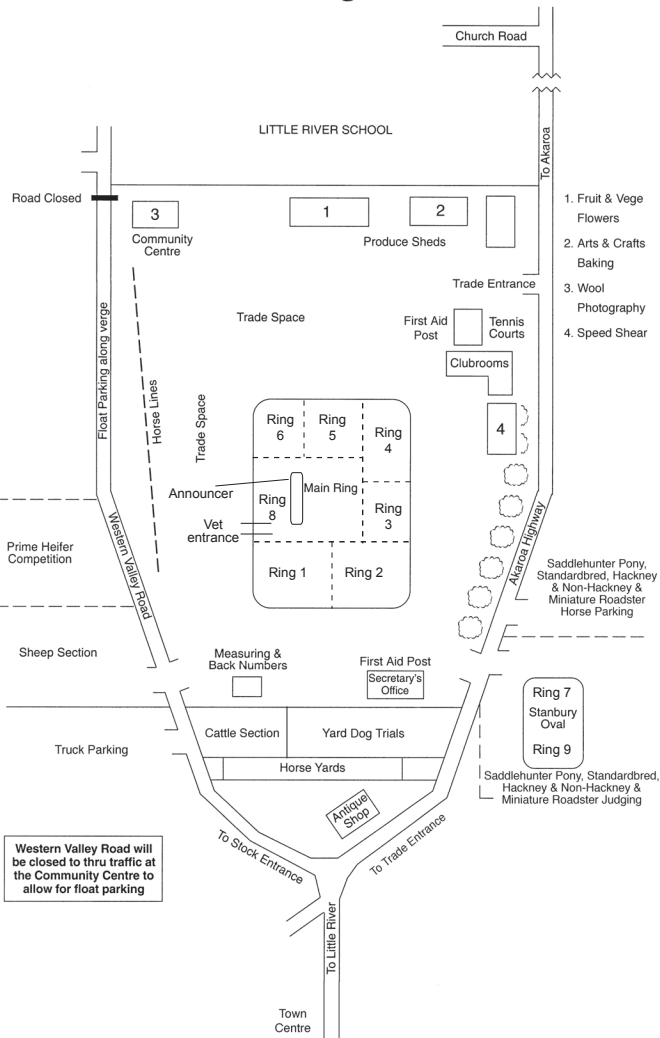 Church Road
To Akaroa
LITTLE RIVER SCHOOL
Road Closed
3
Community
Centre
1
2
Produce Sheds
1. Fruit & Vege
Flowers
2. Arts & Crafts
Baking
3. Wool
Photography
4. Speed Shear
Trade Entrance
Trade Space
First Aid
Post
Tennis
Courts
Clubrooms
4
Float Parking along verge
Horse Lines
Trade Space
Ring
6
Ring
5
Ring
4
Announcer
Main Ring
Ring
8
Ring
3
Vet
entrance
Ring 1
Ring 2
Western Valley Road
Akaroa Highway
Prime Heifer
Competition
Saddlehunter Pony,
Standardbred, Hackney
& Non-Hackney &
Miniature Roadster
Horse Parking
Sheep Section
Measuring &
Back Numbers
First Aid Post
Secretary's
Office
Ring 7
Stanbury
Oval
Ring 9
Cattle Section
Yard Dog Trials
Truck Parking
Horse Yards
Saddlehunter Pony, Standardbred,
Hackney & Non-Hackney &
Miniature Roadster Judging
Antique
Shop
To Stock Entrance
To Trade Entrance
Western Valley Road will
be closed to thru traffic at
the Community Centre to
allow for float parking
To Little River
Town
Centre